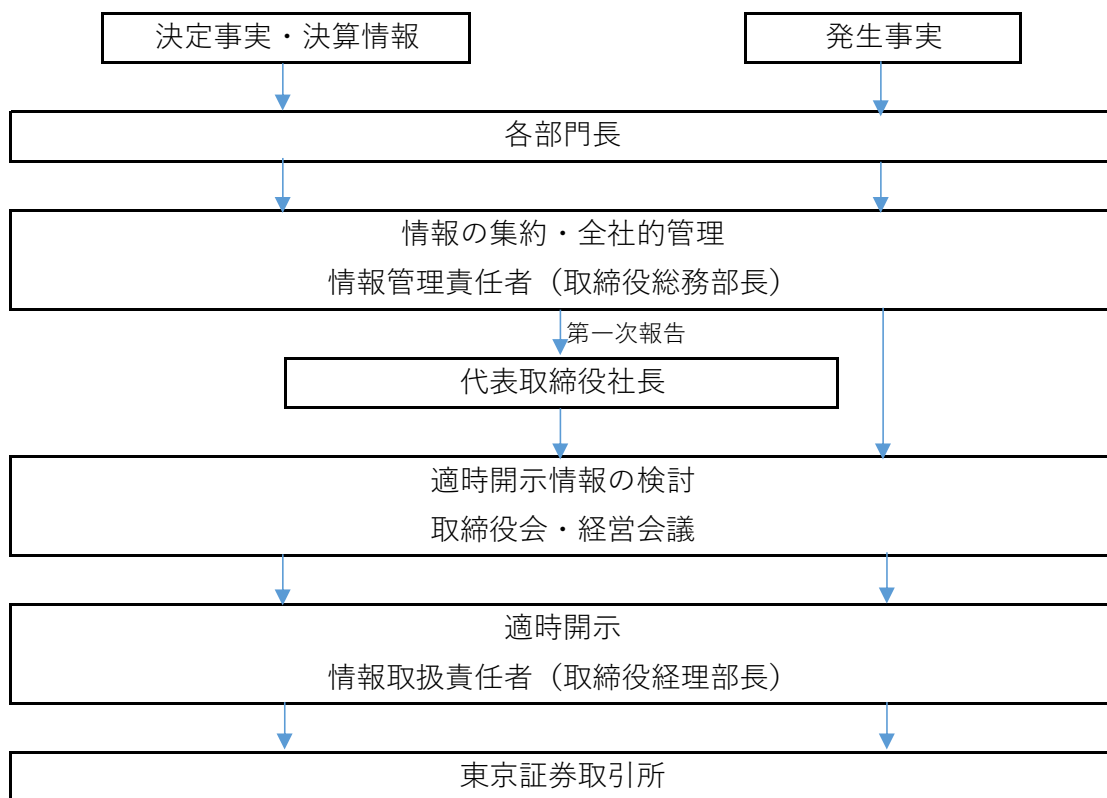 決定事実・決算情報
発生事実
各部門長
情報の集約・全社的管理
情報管理責任者（取締役総務部長）
第一次報告
代表取締役社長
適時開示情報の検討
取締役会・経営会議
適時開示
情報取扱責任者（取締役経理部長）
東京証券取引所